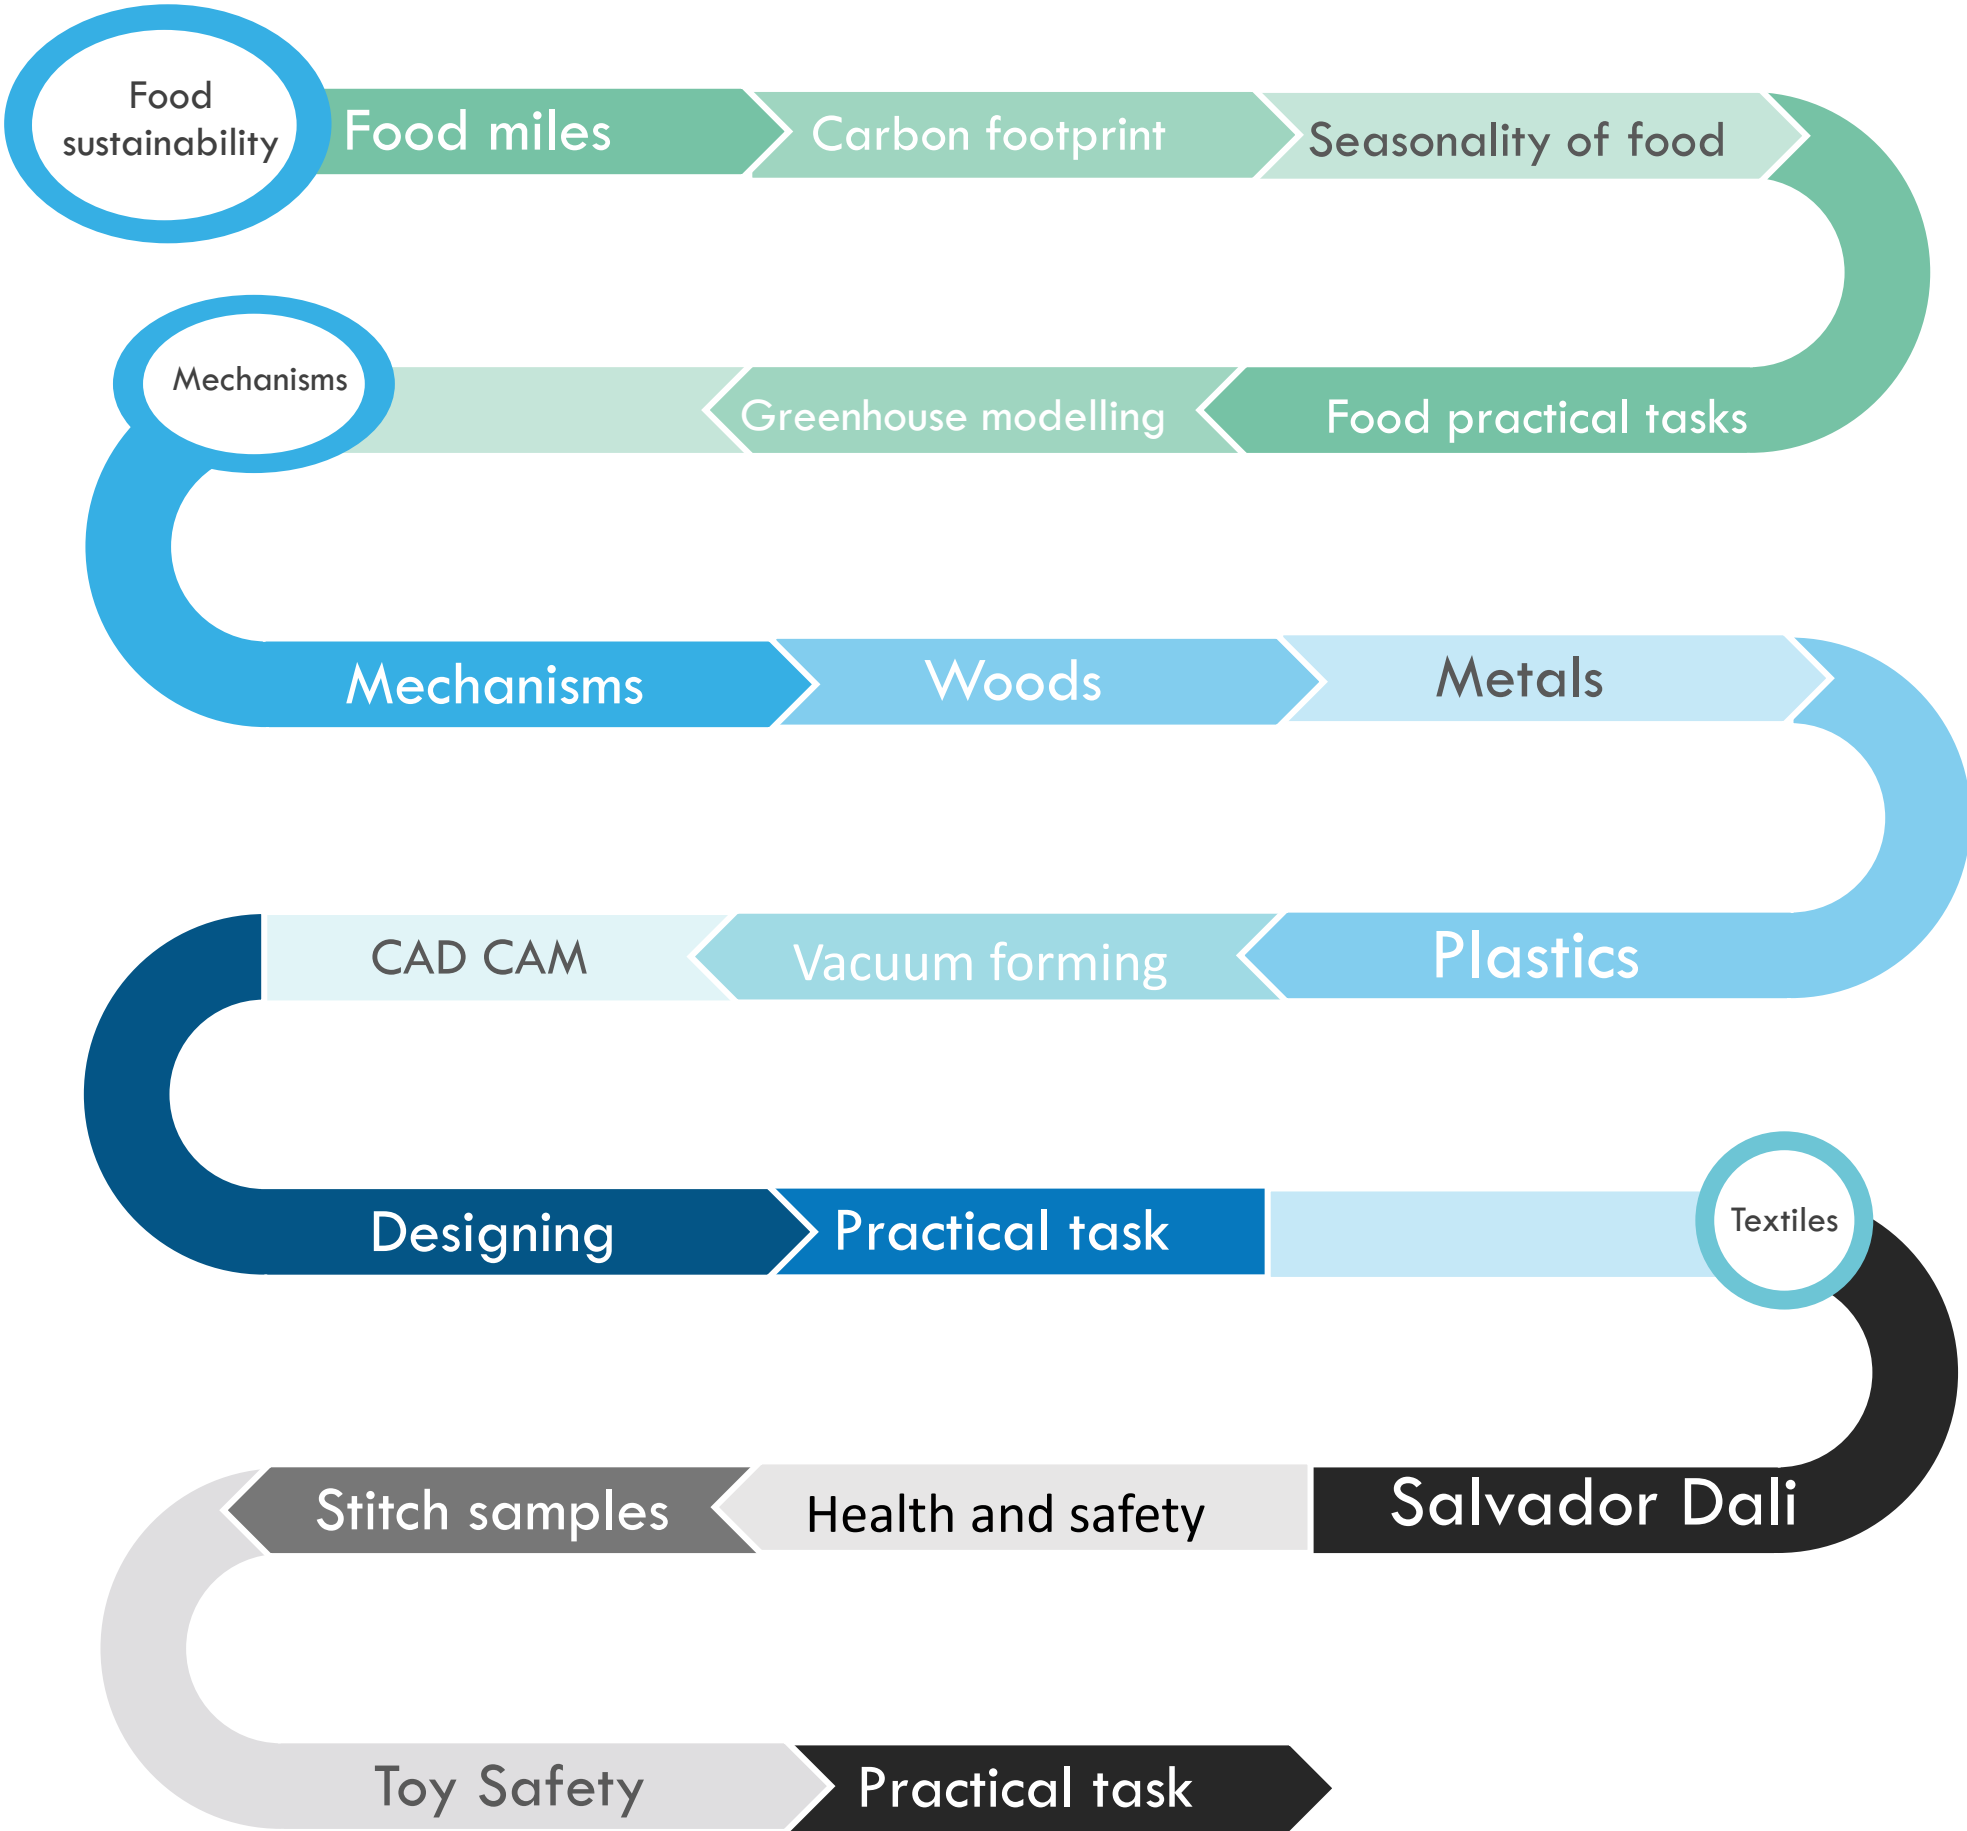 Food
sustainability
Food miles
Carbon footprint
Seasonality of food
Food practical tasks
Greenhouse modelling
Mechanisms
Mechanisms
Woods
Metals
Plastics
Vacuum forming
CAD CAM
Designing
Practical task
Textiles
Salvador Dali
Health and safety
Stitch samples
Toy Safety
Practical task